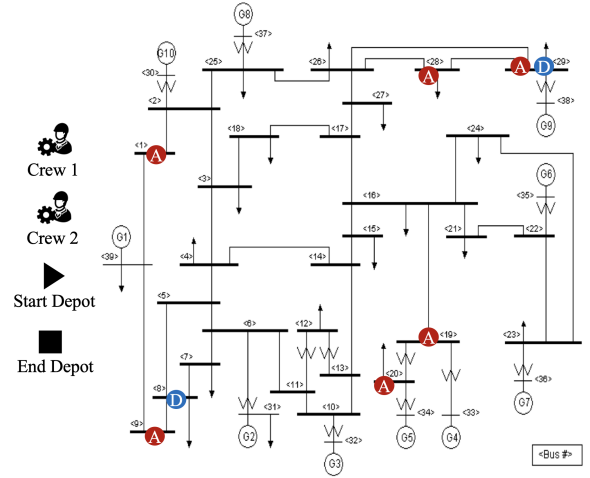 G8
<37>
G10
<30>
<25>
<26>
<28>
A
A
D
<29>
<2>
<27>
<38>
G9
<1>
A
<18>
<17>
<24>
Crew 1
<3>
<16>
G6
<35>
Crew 2
G1
<15>
<21>
<22>
<39>
<4>
<14>
Start Depot
<5>
<6>
<12>
A
<19>
<23>
End Depot
<7>
<13>
<20>
A
<36>
<8>
D
<11>
G7
<9>
A
<31>
<10>
<34>
<33>
G2
<32>
G5
G4
G3
<Bus #>